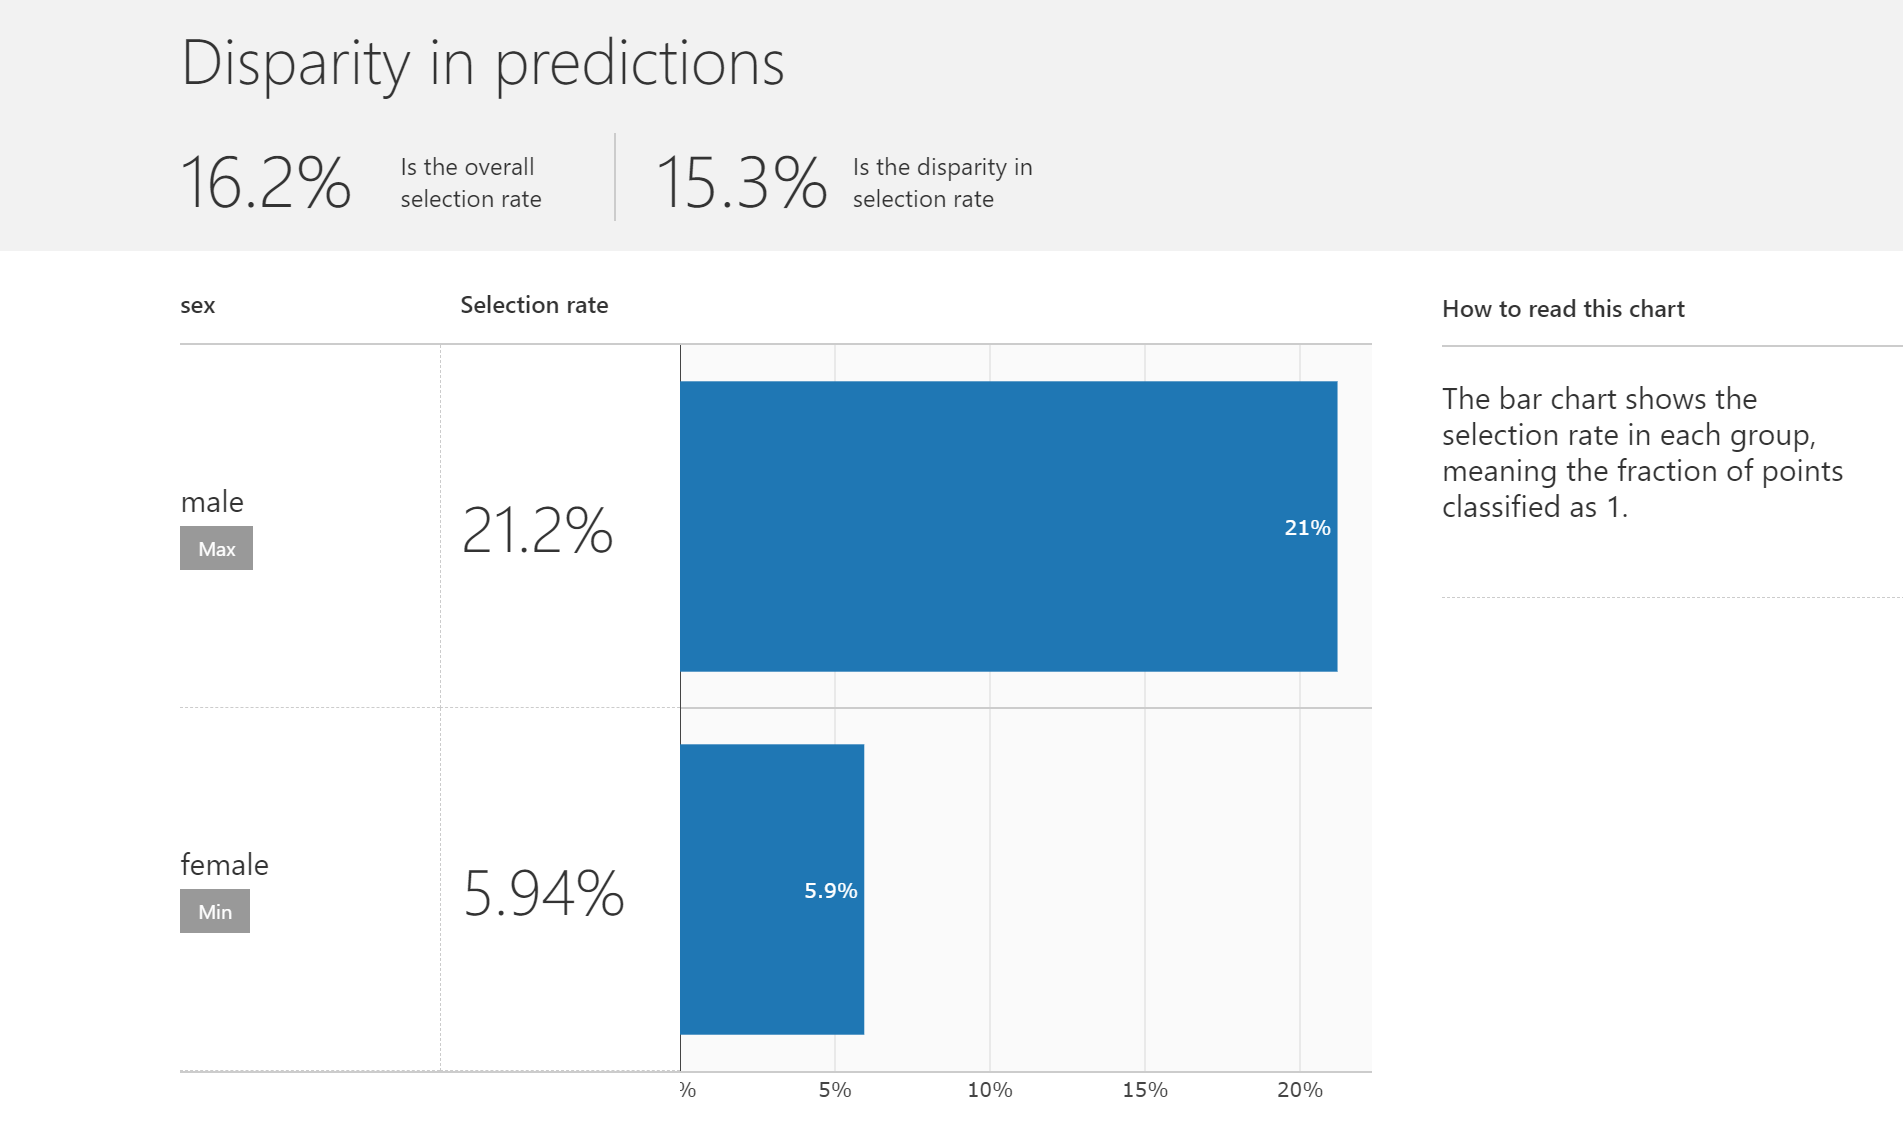 Disparity in predictions
16.2%
Is the overall
selection rate
15.3%
Is the disparity in
selection rate
sex
Selection rate
male
Max
21.2%
21%
female
Min
5.94%
5.9%
%
5%
10%
15%
20%
How to read this chart
The bar chart shows the
selection rate in each group,
meaning the fraction of points
classified as 1.